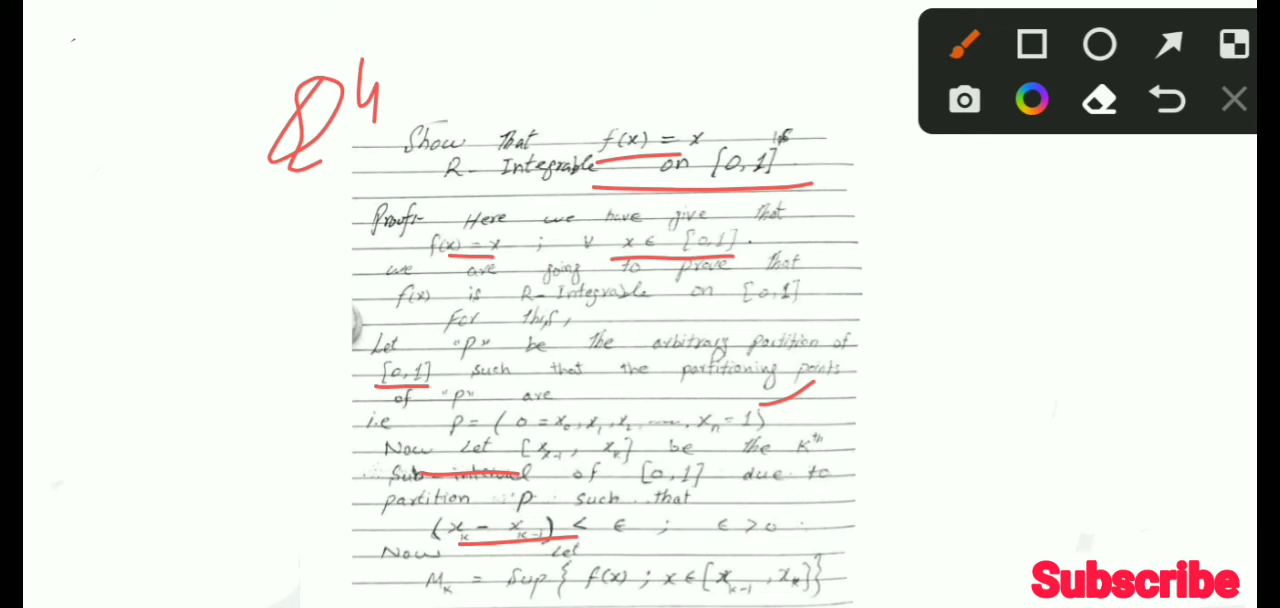 Q4
Show That f(x) = x is
R- Integrable on [0,1]
Proof:- Here we have give that
f(x) = x ; ∀ x ∈ [0,1].
we are going to prove that
f(x) is R-Integrable on [0,1]
For this,
Let "P" be the arbitrary partition of
[0,1] such that the partitioning points
of "P" are
i.e P = ( 0 = x₀, x₁, x₂, ......, xₙ = 1)
Now Let [xₖ₋₁, xₖ] be the Kᵗʰ
Sub-interval of [0,1] due to
partition P such that
(xₖ - xₖ₋₁) < ϵ ; ϵ > 0
Now Let
Mₖ = Sup{ f(x) ; x ∈ [xₖ₋₁, xₖ]}
Subscribe